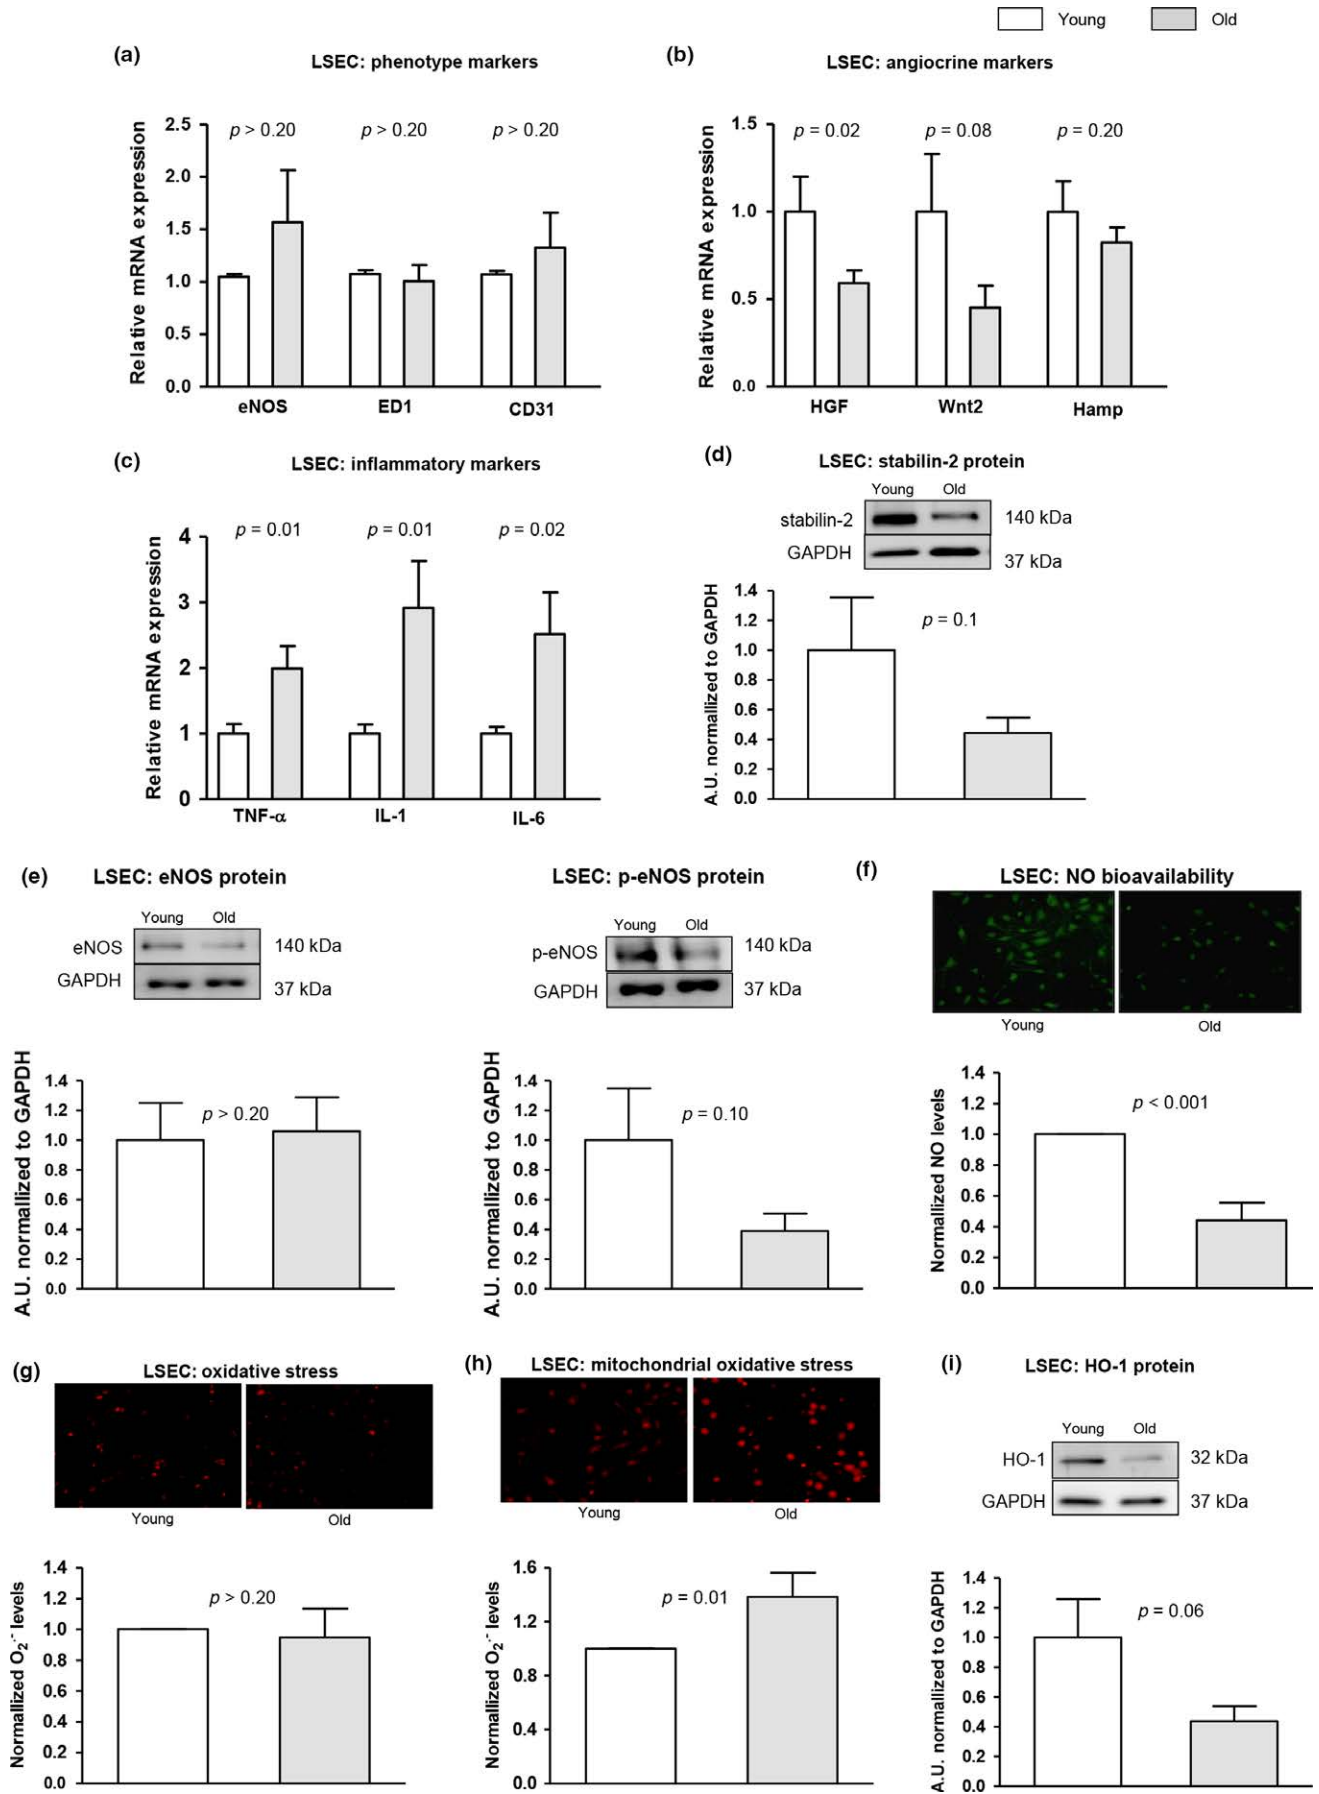 Young Old
(a) LSEC: phenotype markers
Relative mRNA expression
2.5
2.0
1.5
1.0
0.5
0.0
p > 0.20 p > 0.20 p > 0.20
eNOS ED1 CD31
(b) LSEC: angiocrine markers
Relative mRNA expression
1.5
1.0
0.5
0.0
p = 0.02 p = 0.08 p = 0.20
HGF Wnt2 Hamp
(c) LSEC: inflammatory markers
Relative mRNA expression
4
3
2
1
0
p = 0.01 p = 0.01 p = 0.02
TNF-α IL-1 IL-6
(d) LSEC: stabilin-2 protein
Young Old
stabilin-2 140 kDa
GAPDH 37 kDa
A.U. normallized to GAPDH
1.4
1.2
1.0
0.8
0.6
0.4
0.2
0.0
p = 0.1
(e) LSEC: eNOS protein
Young Old
eNOS 140 kDa
GAPDH 37 kDa
A.U. normallized to GAPDH
1.4
1.2
1.0
0.8
0.6
0.4
0.2
0.0
p > 0.20
LSEC: p-eNOS protein
Young Old
p-eNOS 140 kDa
GAPDH 37 kDa
A.U. normallized to GAPDH
1.4
1.2
1.0
0.8
0.6
0.4
0.2
0.0
p = 0.10
(f) LSEC: NO bioavailability
Young Old
Normallized NO levels
1.4
1.2
1.0
0.8
0.6
0.4
0.2
0.0
p < 0.001
(g) LSEC: oxidative stress
Young Old
Normallized O₂·⁻ levels
1.4
1.2
1.0
0.8
0.6
0.4
0.2
0.0
p > 0.20
(h) LSEC: mitochondrial oxidative stress
Young Old
Normallized O₂·⁻ levels
1.6
1.2
0.8
0.4
0.0
p = 0.01
(i) LSEC: HO-1 protein
Young Old
HO-1 32 kDa
GAPDH 37 kDa
A.U. normallized to GAPDH
1.4
1.2
1.0
0.8
0.6
0.4
0.2
0.0
p = 0.06